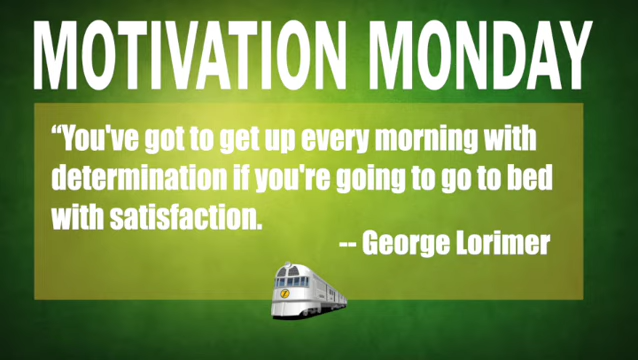 MOTIVATION MONDAY
“You've got to get up every morning with
determination if you're going to go to bed
with satisfaction.
-- George Lorimer